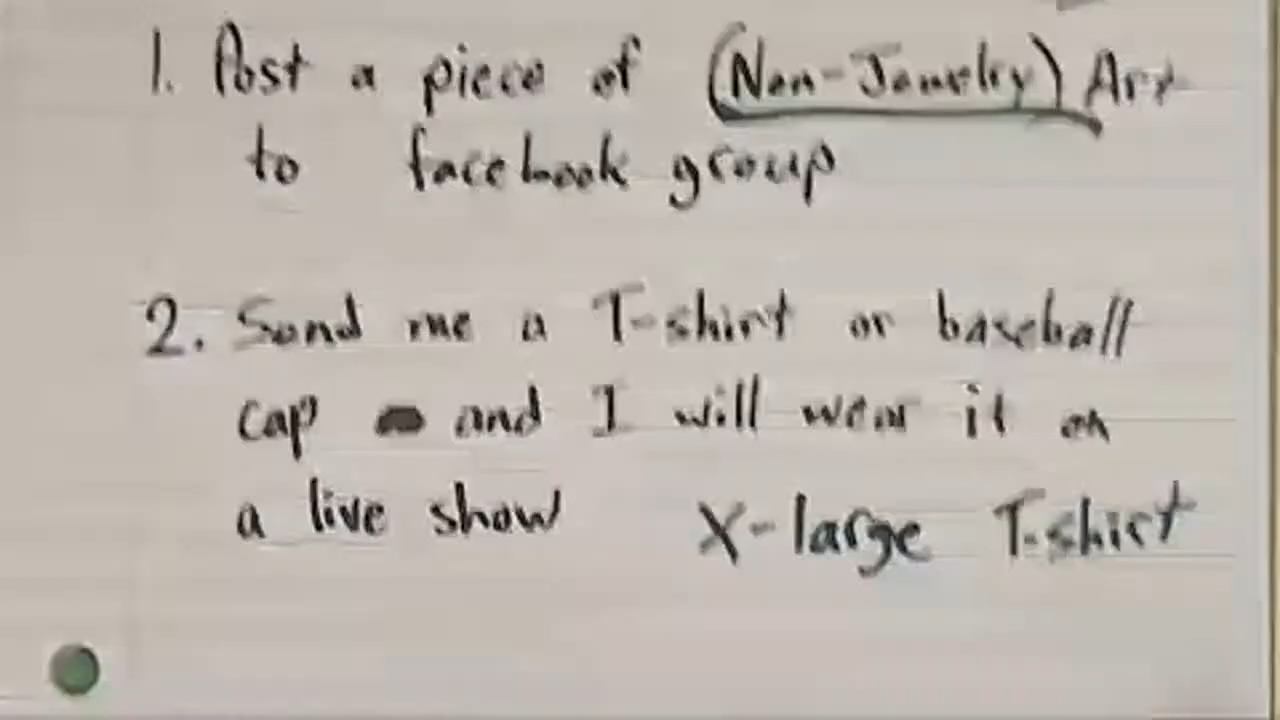 1. Post a piece of (Non-Jewelry) Art
to facebook group
2. Send me a T-shirt or baseball
cap and I will wear it on
a live show X-large T-shirt